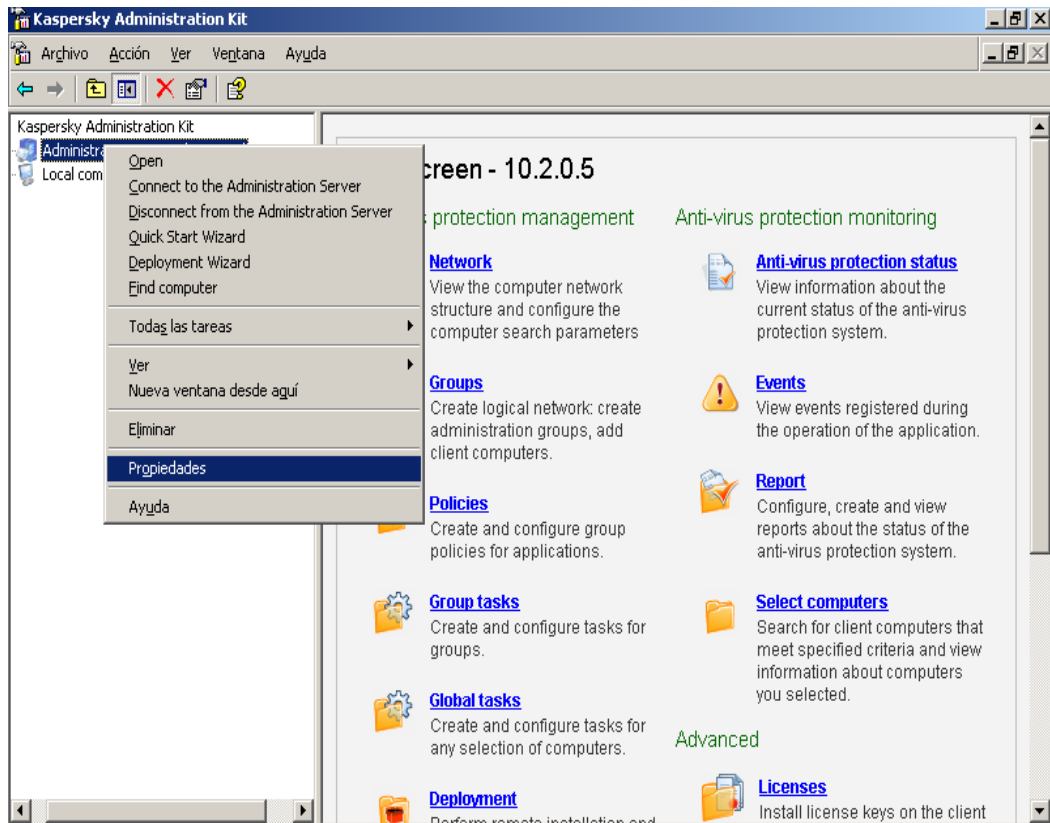 Kaspersky Administration Kit
Archivo Acción Ver Ventana Ayuda
Kaspersky Administration Kit
Local com
Open
Connect to the Administration Server
Disconnect from the Administration Server
Quick Start Wizard
Deployment Wizard
Find computer
Todas las tareas
Ver
Nueva ventana desde aquí
Eliminar
Propiedades
Ayuda
creen - 10.2.0.5
protection management
Network
View the computer network
structure and configure the
computer search parameters
Groups
Create logical network: create
administration groups, add
client computers.
Policies
Create and configure group
policies for applications.
Group tasks
Create and configure tasks for
groups.
Global tasks
Create and configure tasks for
any selection of computers.
Deployment
Perform remote installation and
Anti-virus protection monitoring
Anti-virus protection status
View information about the
current status of the anti-virus
protection system.
Events
View events registered during
the operation of the application.
Report
Configure, create and view
reports about the status of the
anti-virus protection system.
Select computers
Search for client computers that
meet specified criteria and view
information about computers
you selected.
Advanced
Licenses
Install license keys on the client